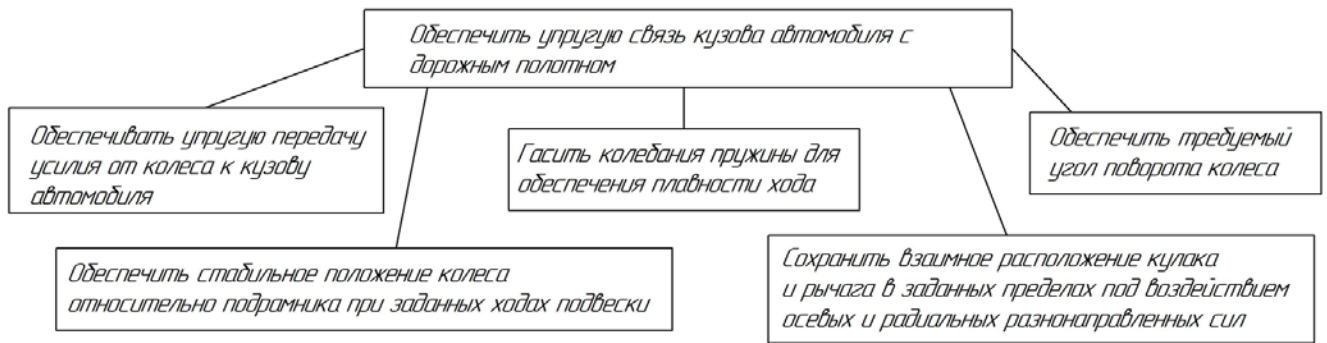 Обеспечить упругую связь кузова автомобиля с
дорожным полотном
Обеспечивать упругую передачу
усилия от колеса к кузову
автомобиля
Гасить колебания пружины для
обеспечения плавности хода
Обеспечить требуемый
угол поворота колеса
Обеспечить стабильное положение колеса
относительно подрамника при заданных ходах подвески
Сохранить взаимное расположение кулака
и рычага в заданных пределах под воздействием
осевых и радиальных разнонаправленных сил